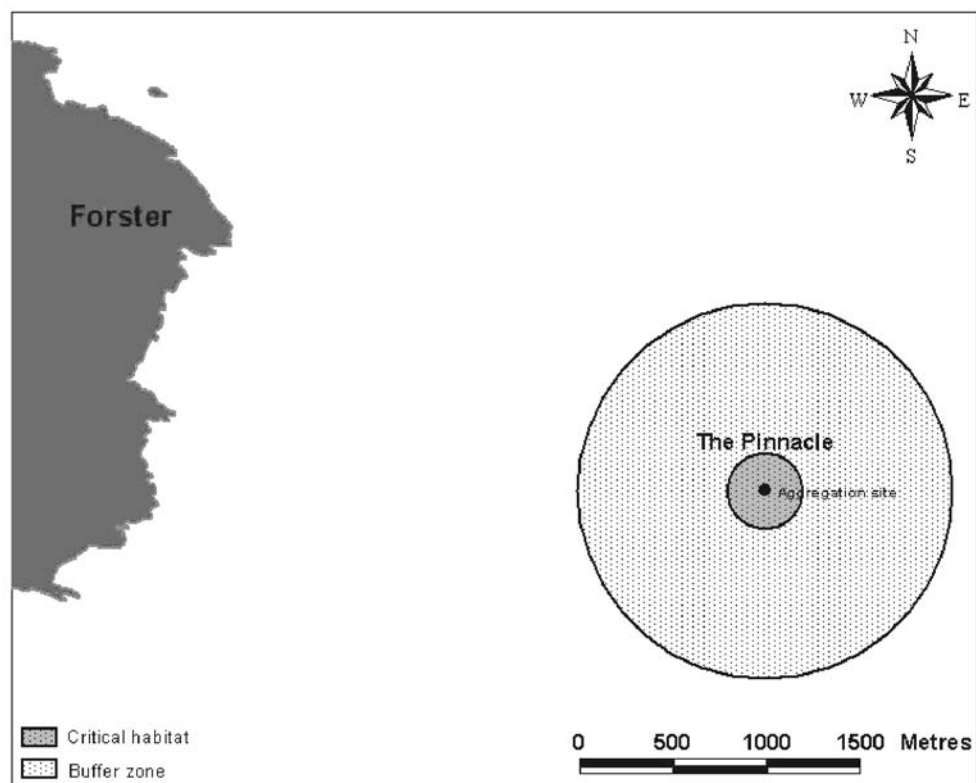 N
W E
S
Forster
The Pinnacle
Aggregation site
Critical habitat
Buffer zone
0 500 1000 1500 Metres